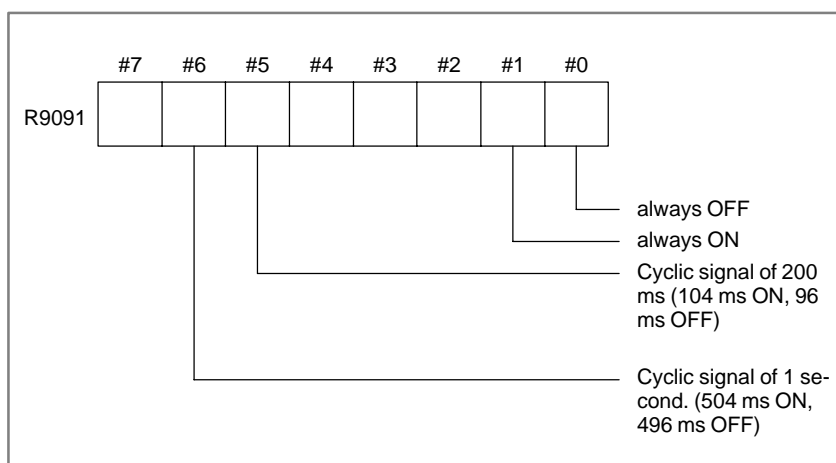 #7 #6 #5 #4 #3 #2 #1 #0
R9091
always OFF
always ON
Cyclic signal of 200
ms (104 ms ON, 96
ms OFF)
Cyclic signal of 1 se-
cond. (504 ms ON,
496 ms OFF)